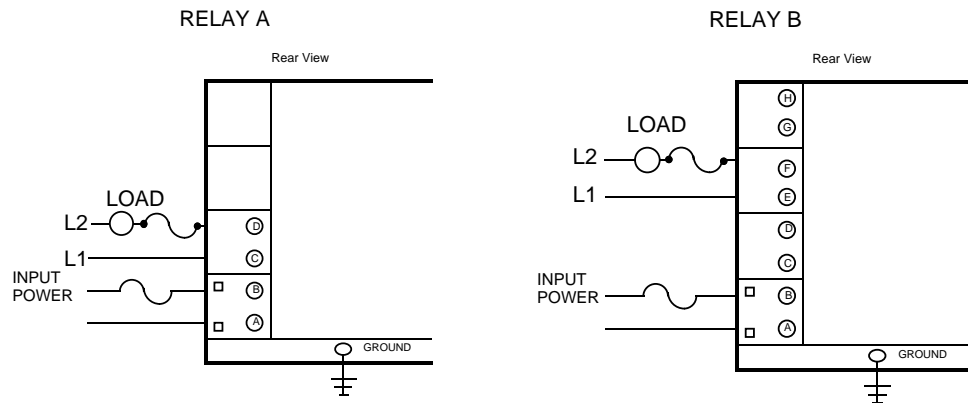 RELAY A
Rear View
LOAD
L2
D
L1
C
INPUT
POWER
B
A
GROUND
RELAY B
Rear View
H
G
LOAD
L2
F
L1
E
D
C
INPUT
POWER
B
A
GROUND